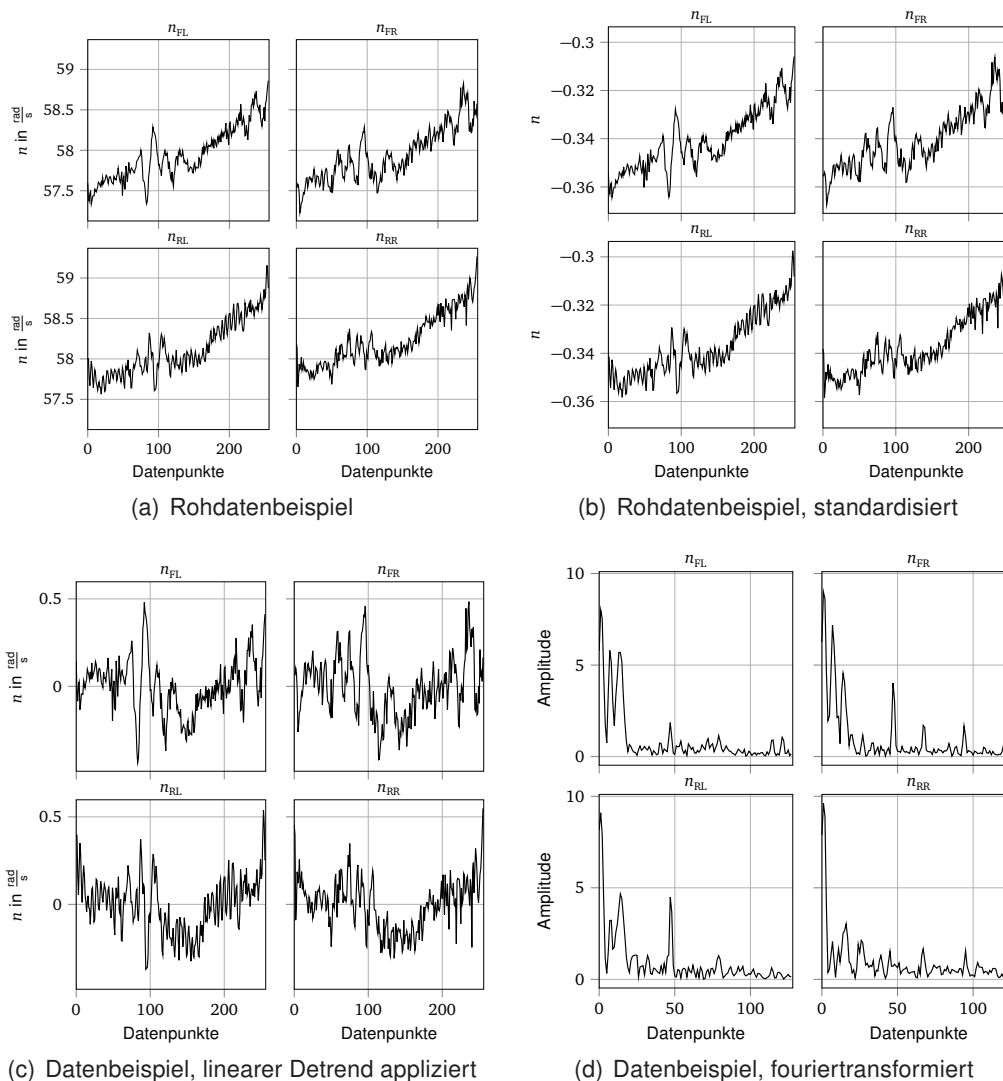 n_FL
n_FR
59
58.5
58
57.5
n in rad/s
n_RL
n_RR
59
58.5
58
57.5
n in rad/s
0
100
200
0
100
200
Datenpunkte
Datenpunkte
(a) Rohdatenbeispiel
n_FL
n_FR
−0.3
−0.32
−0.34
−0.36
n
n_RL
n_RR
−0.3
−0.32
−0.34
−0.36
n
0
100
200
0
100
200
Datenpunkte
Datenpunkte
(b) Rohdatenbeispiel, standardisiert
n_FL
n_FR
0.5
0
n in rad/s
n_RL
n_RR
0.5
0
n in rad/s
0
100
200
0
100
200
Datenpunkte
Datenpunkte
(c) Datenbeispiel, linearer Detrend appliziert
n_FL
n_FR
10
5
0
Amplitude
n_RL
n_RR
10
5
0
Amplitude
0
50
100
0
50
100
Datenpunkte
Datenpunkte
(d) Datenbeispiel, fouriertransformiert